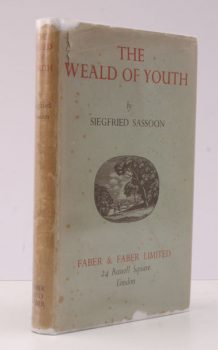 THE
WEALD OF YOUTH
by
SIEGFRIED SASSOON
FABER & FABER LIMITED
24 Russell Square
London